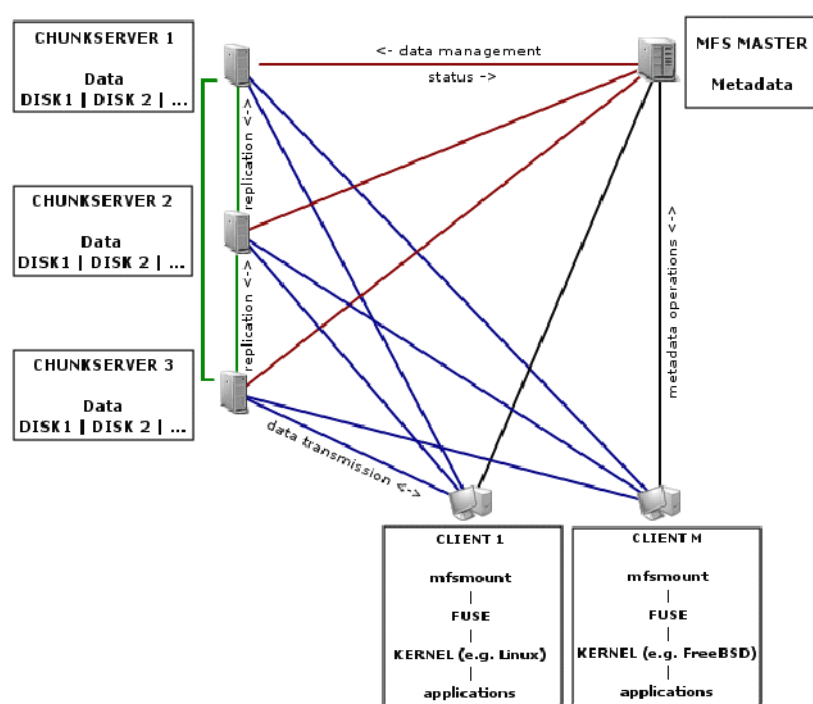 CHUNKSERVER 1
Data
DISK1 | DISK 2 | ...
<- data management
status ->
MFS MASTER
Metadata
replication <->
CHUNKSERVER 2
Data
DISK1 | DISK 2 | ...
replication <->
metadata operations <->
CHUNKSERVER 3
Data
DISK1 | DISK 2 | ...
data transmission <->
CLIENT 1
mfsmount
|
FUSE
|
KERNEL (e.g. Linux)
|
applications
CLIENT M
mfsmount
|
FUSE
|
KERNEL (e.g. FreeBSD)
|
applications